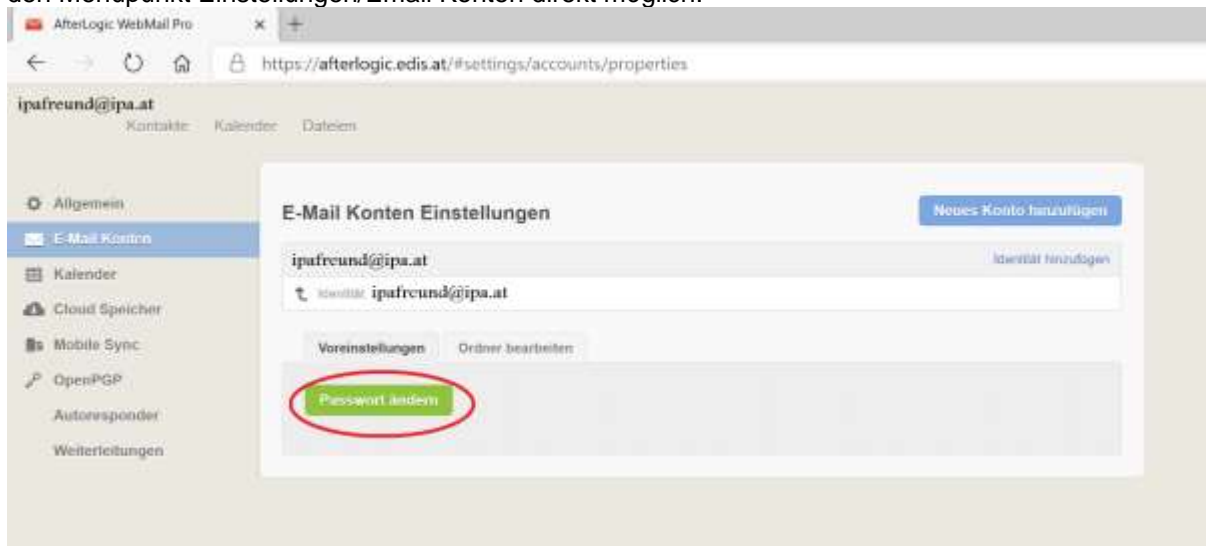 den Menüpunkt Einstellungen/Email Konten direkt möglich.
AfterLogic WebMail Pro
https://afterlogic.edis.at/#settings/accounts/properties
ipafreund@ipa.at
Kontakte Kalender Dateien
Allgemein
E-Mail Konten
Kalender
Cloud Speicher
Mobile Sync
OpenPGP
Autoresponder
Weiterleitungen
E-Mail Konten Einstellungen
Neues Konto hinzufügen
ipafreund@ipa.at
Identität hinzufügen
Identität: ipafreund@ipa.at
Voreinstellungen Ordner bearbeiten
Passwort ändern